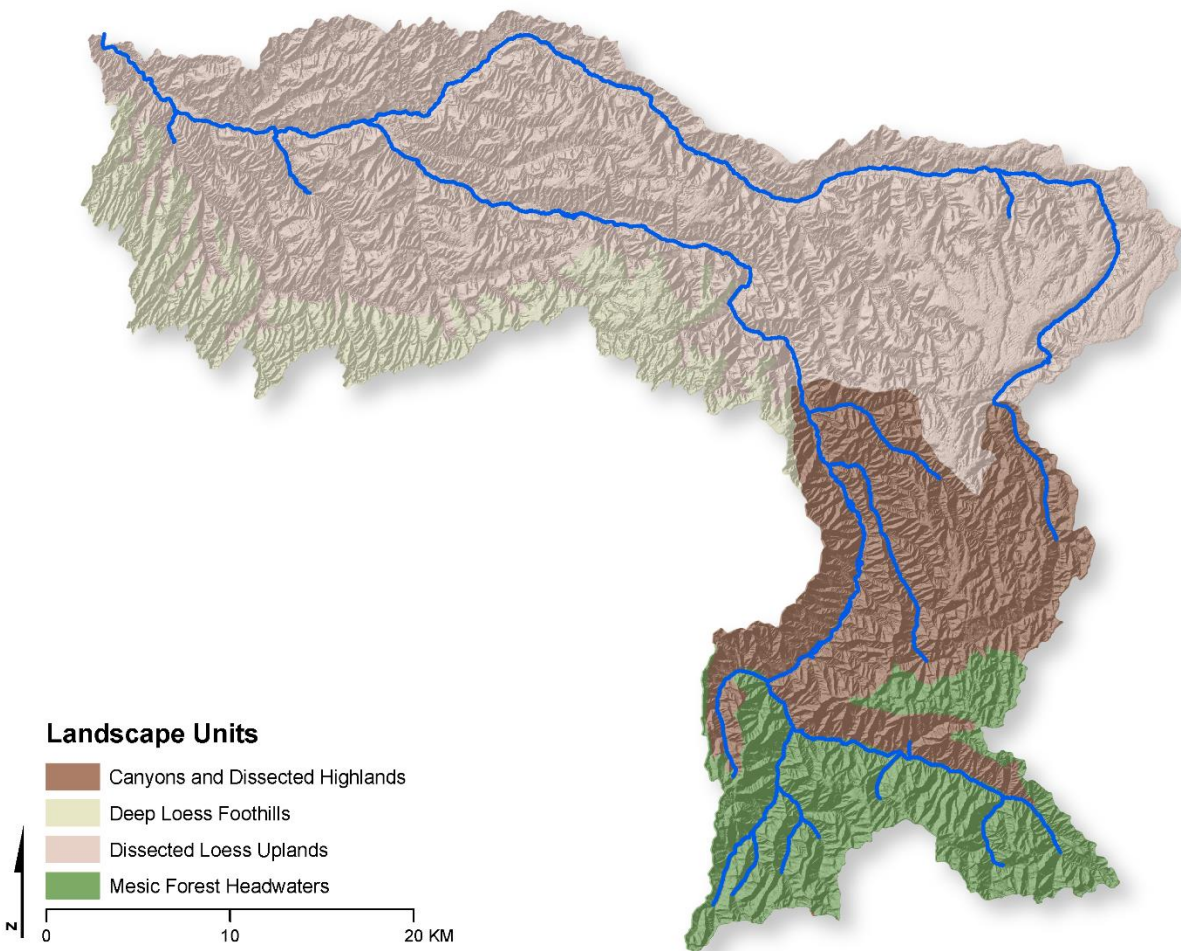 Landscape Units
Canyons and Dissected Highlands
Deep Loess Foothills
Dissected Loess Uplands
Mesic Forest Headwaters
N
0 10 20 KM